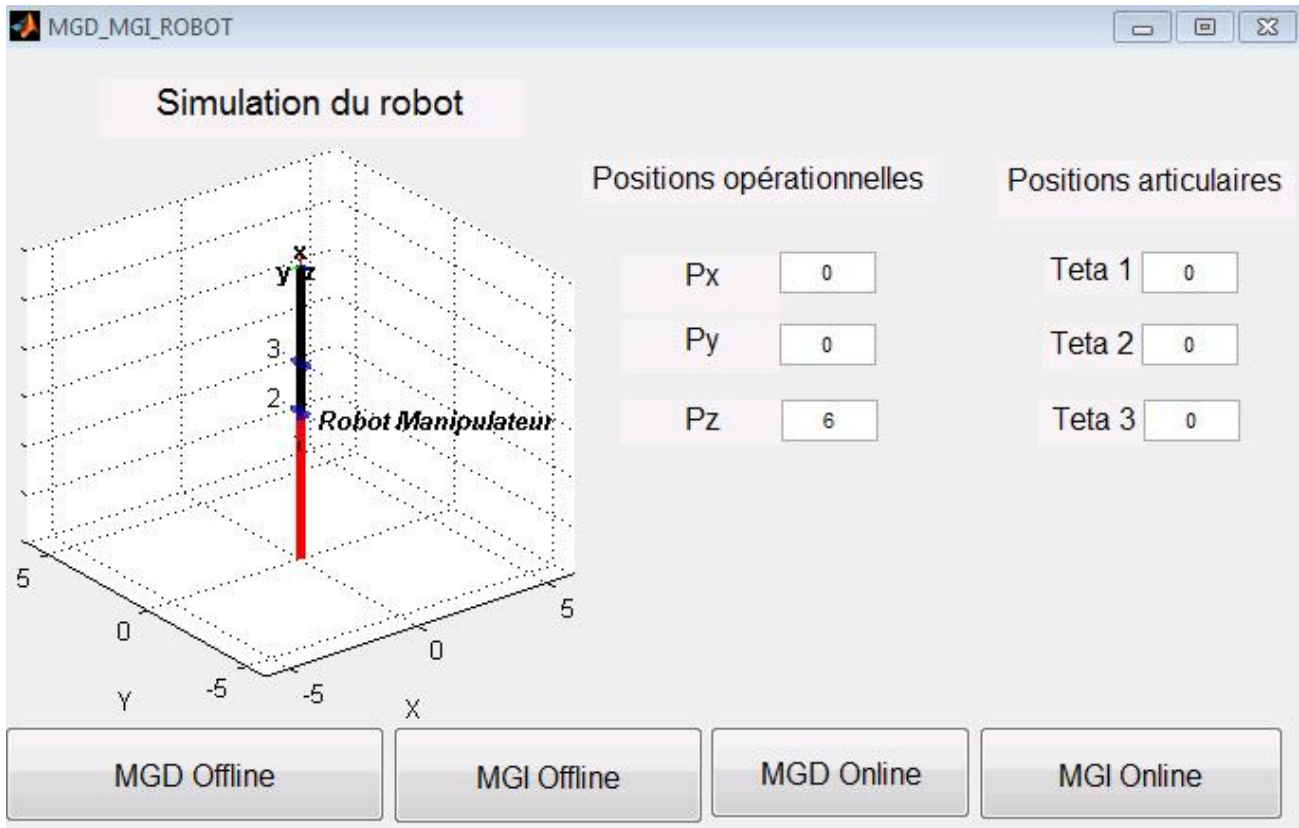 MGD_MGI_ROBOT
Simulation du robot
Positions opérationnelles
Positions articulaires
x
y z
3
2
Robot Manipulateur
1
5
0
-5
Y
-5
0
5
X
Px 0
Py 0
Pz 6
Teta 1 0
Teta 2 0
Teta 3 0
MGD Offline
MGI Offline
MGD Online
MGI Online